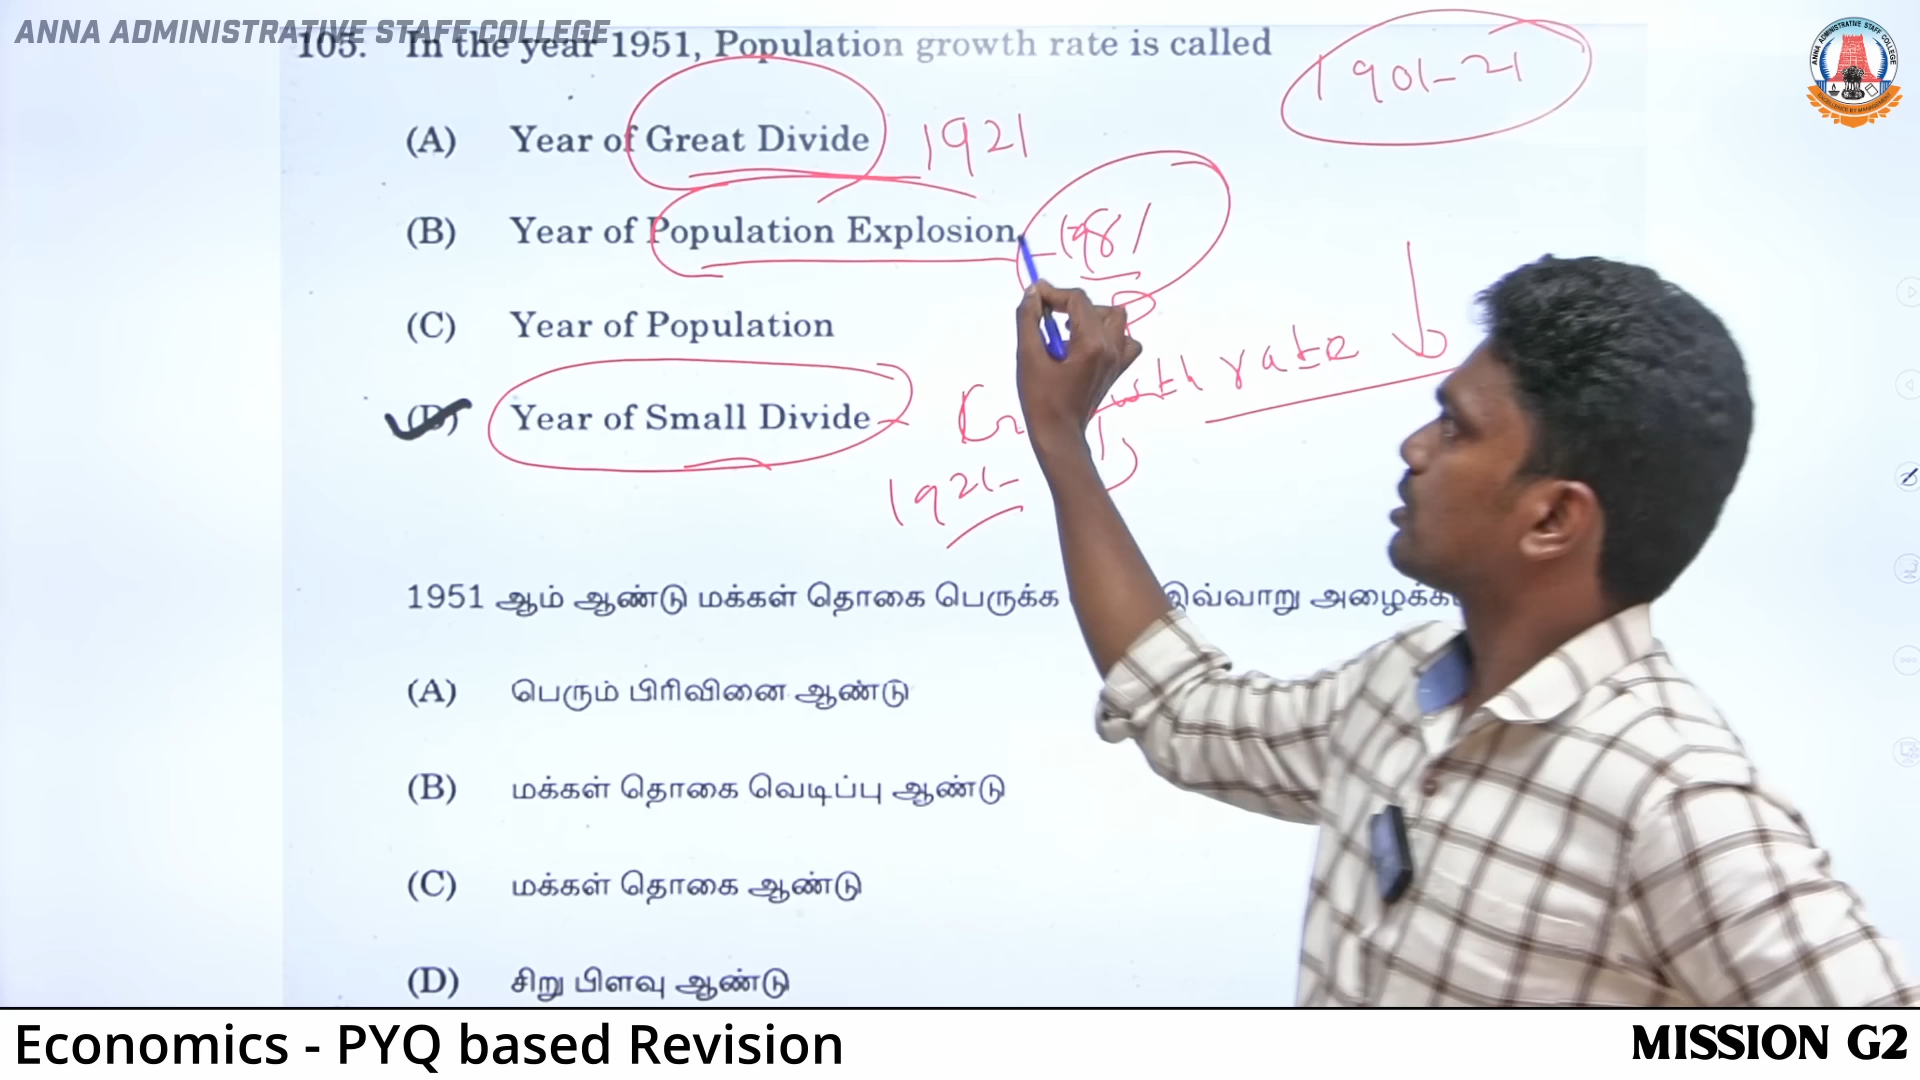 ANNA ADMINISTRATIVE STAFF COLLEGE
105. In the year 1951, Population growth rate is called
1901-21
(A) Year of Great Divide 1921
(B) Year of Population Explosion 1981
(C) Year of Population
rate
(D) Year of Small Divide
1921-
1951 ஆம் ஆண்டு மக்கள் தொகை பெருக்க இவ்வாறு
(A) பெரும் பிரிவினை ஆண்டு
(B) மக்கள் தொகை வெடிப்பு ஆண்டு
(C) மக்கள் தொகை ஆண்டு
(D) சிறு பிளவு ஆண்டு
Economics - PYQ based Revision
MISSION G2